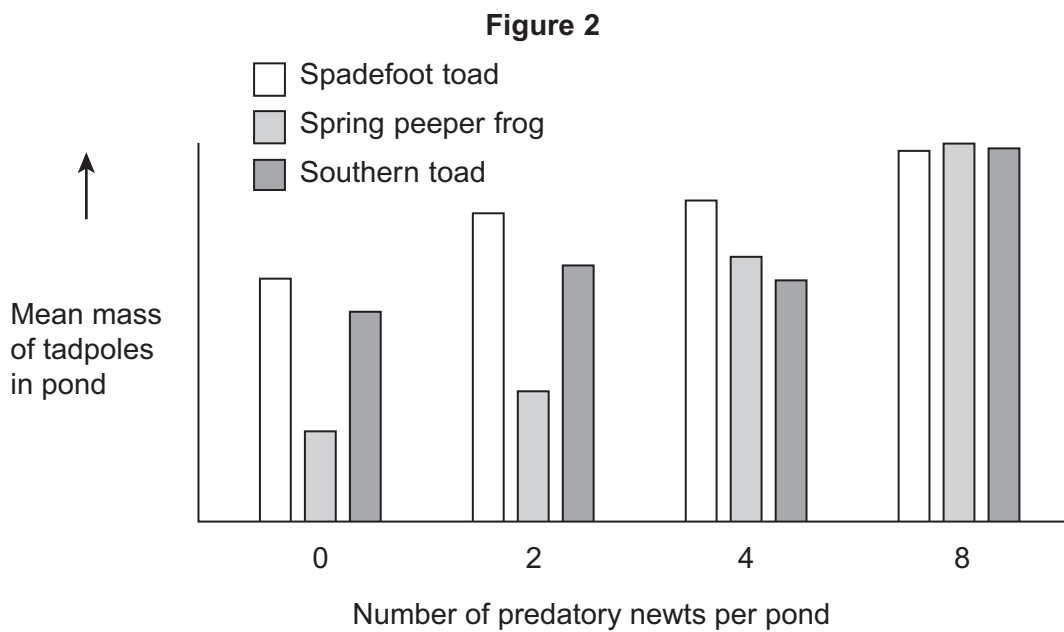 Figure 2
Spadefoot toad
Spring peeper frog
Southern toad
Mean mass
of tadpoles
in pond
0 2 4 8
Number of predatory newts per pond